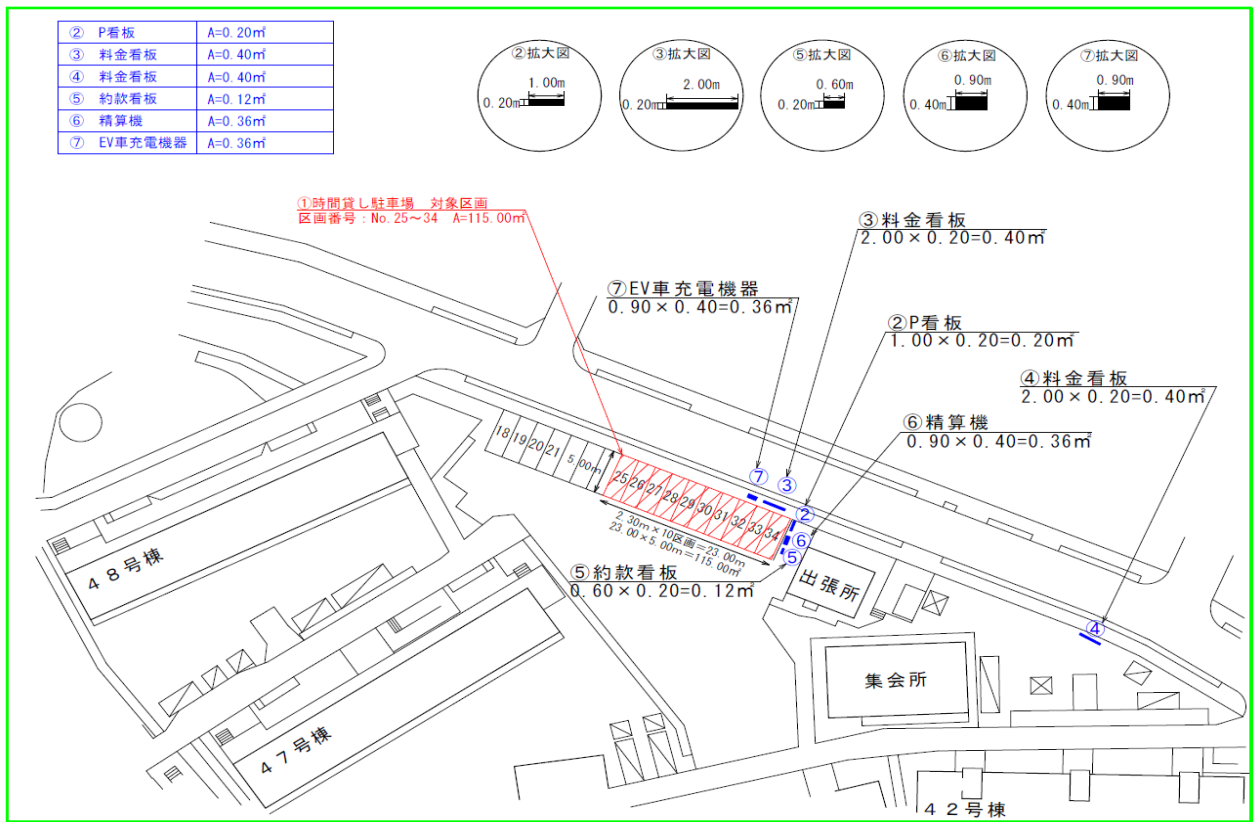 ② P看板 A=0.20㎡
③ 料金看板 A=0.40㎡
④ 料金看板 A=0.40㎡
⑤ 約款看板 A=0.12㎡
⑥ 精算機 A=0.36㎡
⑦ EV車充電機器 A=0.36㎡
②拡大図
1.00m
0.20m
③拡大図
2.00m
0.20m
⑤拡大図
0.60m
0.20m
⑥拡大図
0.90m
0.40m
⑦拡大図
0.90m
0.40m
①時間貸し駐車場 対象区画
区画番号：No.25～34 A=115.00㎡
③料金看板
2.00×0.20=0.40㎡
⑦EV車充電機器
0.90×0.40=0.36㎡
②P看板
1.00×0.20=0.20㎡
④料金看板
2.00×0.20=0.40㎡
⑥精算機
0.90×0.40=0.36㎡
18 19 20 21 5.00m 25 26 27 28 29 30 31 32 33 34
⑦
③
②
⑥
⑤
2.30m×10区画=23.00m
23.00×5.00m=115.00㎡
⑤約款看板
0.60×0.20=0.12㎡
48号棟
出張所
④
集会所
47号棟
42号棟